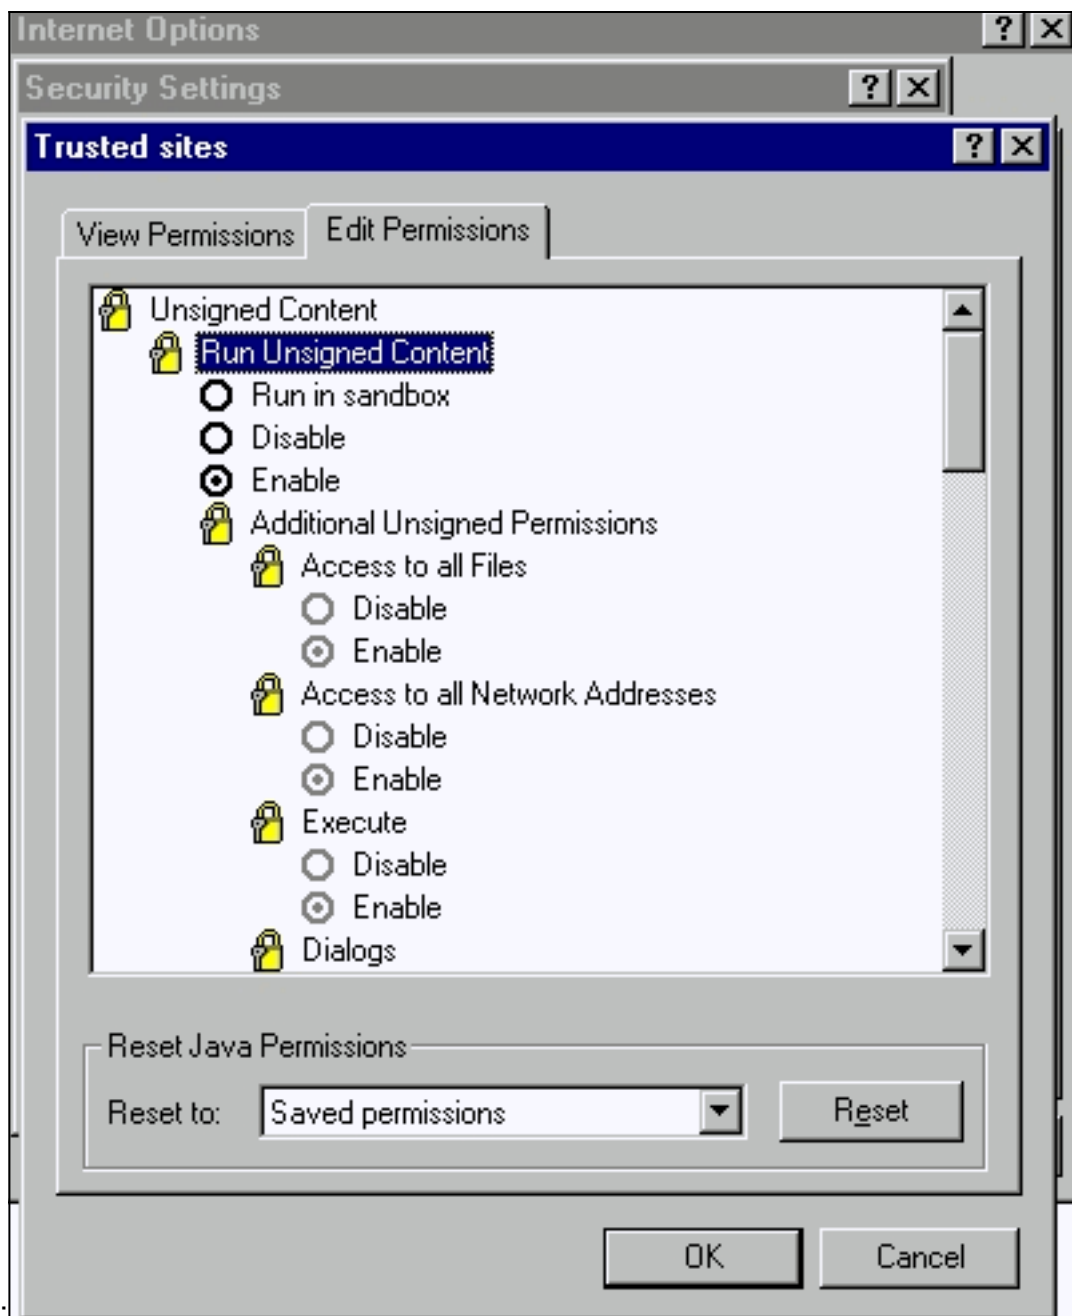 Internet Options
Security Settings
Trusted sites
View Permissions Edit Permissions
Unsigned Content
Run Unsigned Content
Run in sandbox
Disable
Enable
Additional Unsigned Permissions
Access to all Files
Disable
Enable
Access to all Network Addresses
Disable
Enable
Execute
Disable
Enable
Dialogs
Reset Java Permissions
Reset to: Saved permissions Reset
OK Cancel